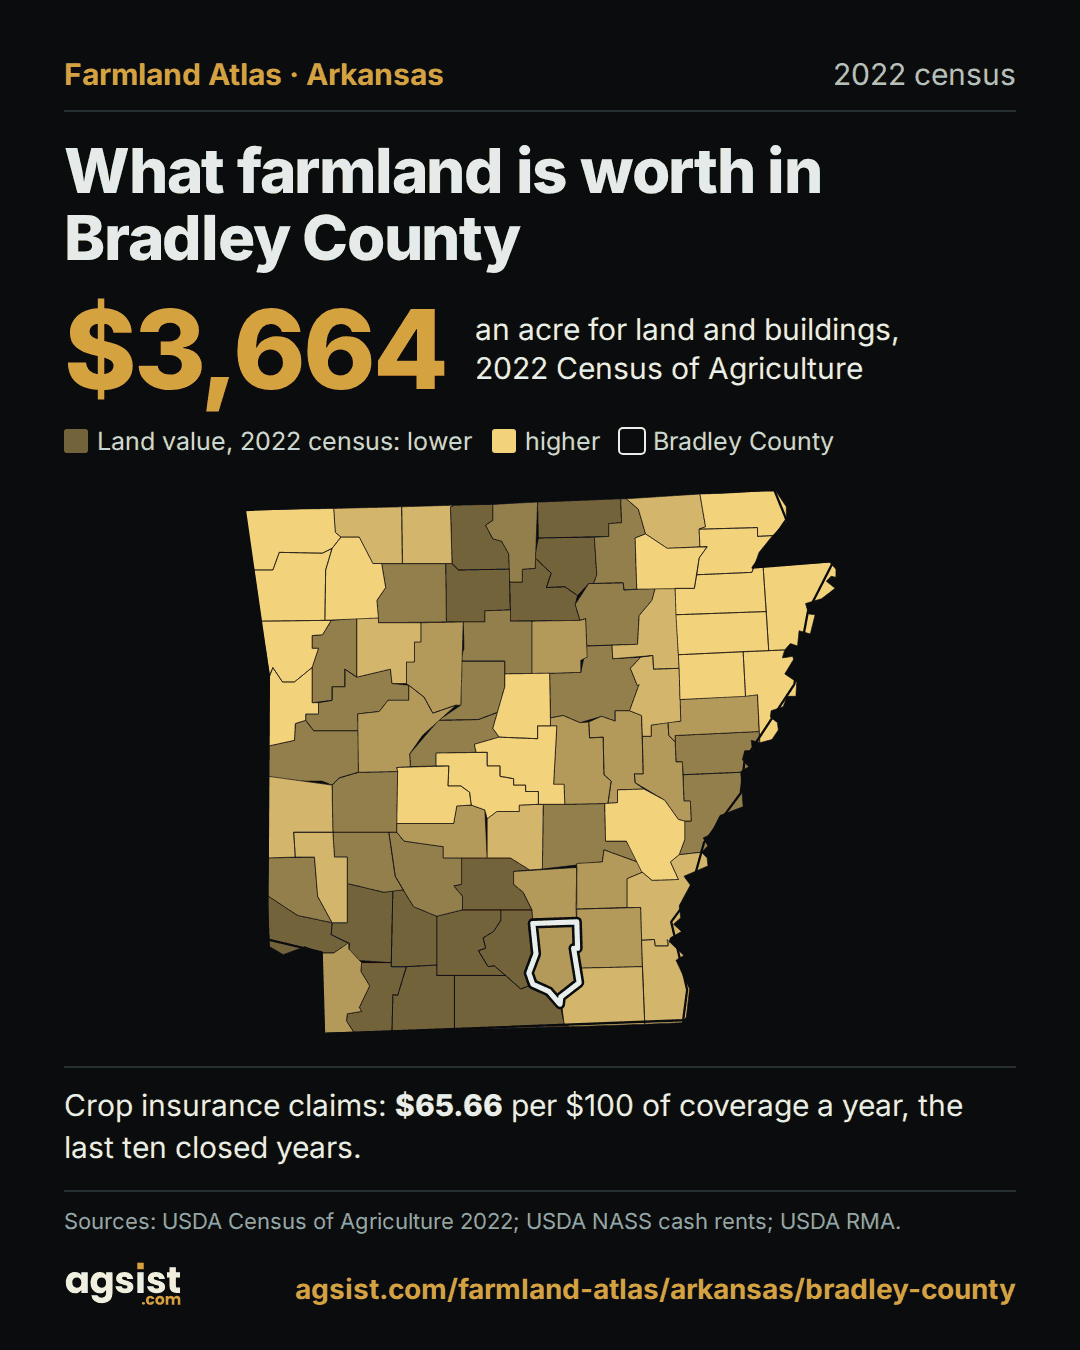 Farmland Atlas · Arkansas
2022 census
What farmland is worth in
Bradley County
$3,664
an acre for land and buildings,
2022 Census of Agriculture
Land value, 2022 census: lower
higher
Bradley County
Crop insurance claims: $65.66 per $100 of coverage a year, the
last ten closed years.
Sources: USDA Census of Agriculture 2022; USDA NASS cash rents; USDA RMA.
agsist
.com
agsist.com/farmland-atlas/arkansas/bradley-county